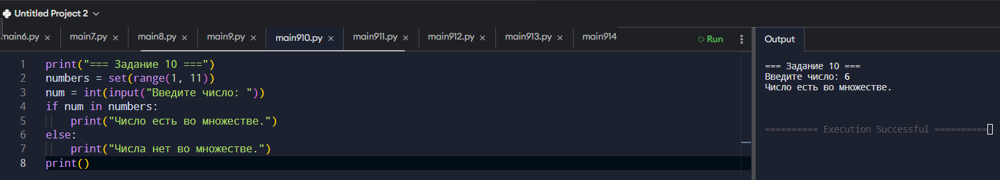 Untitled Project 2
main6.py × main7.py × main8.py × main9.py × main910.py × main911.py × main912.py × main913.py × main914
Run
Output
1 print("=== Задание 10 ===")
2 numbers = set(range(1, 11))
3 num = int(input("Введите число: "))
4 if num in numbers:
5 print("Число есть во множестве.")
6 else:
7 print("Числа нет во множестве.")
8 print()
=== Задание 10 ===
Введите число: 6
Число есть во множестве.
========== Execution Successful ==========